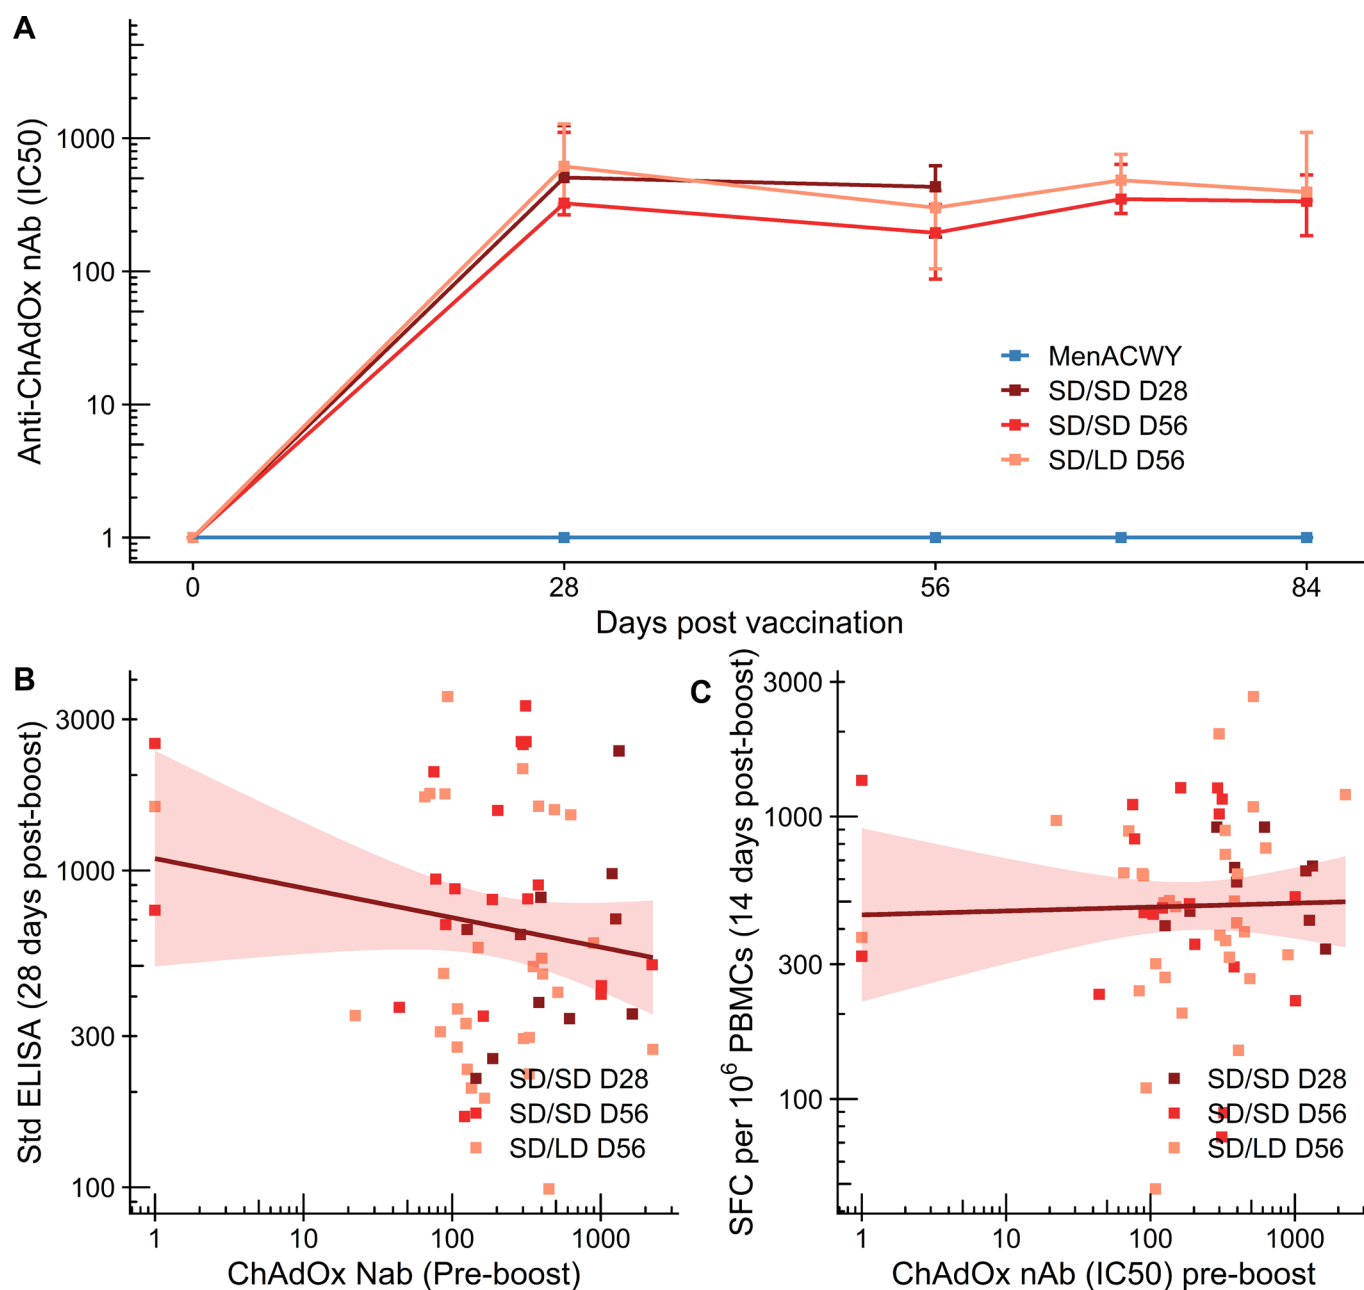 A
Anti-ChAdOx nAb (IC50)
1000
100
10
1
MenACWY
SD/SD D28
SD/SD D56
SD/LD D56
0 28 56 84
Days post vaccination
B
Std ELISA (28 days post-boost)
3000
1000
300
100
SD/SD D28
SD/SD D56
SD/LD D56
1 10 100 1000
ChAdOx Nab (Pre-boost)
C
SFC per 10⁶ PBMCs (14 days post-boost)
3000
1000
300
100
SD/SD D28
SD/SD D56
SD/LD D56
1 10 100 1000
ChAdOx nAb (IC50) pre-boost